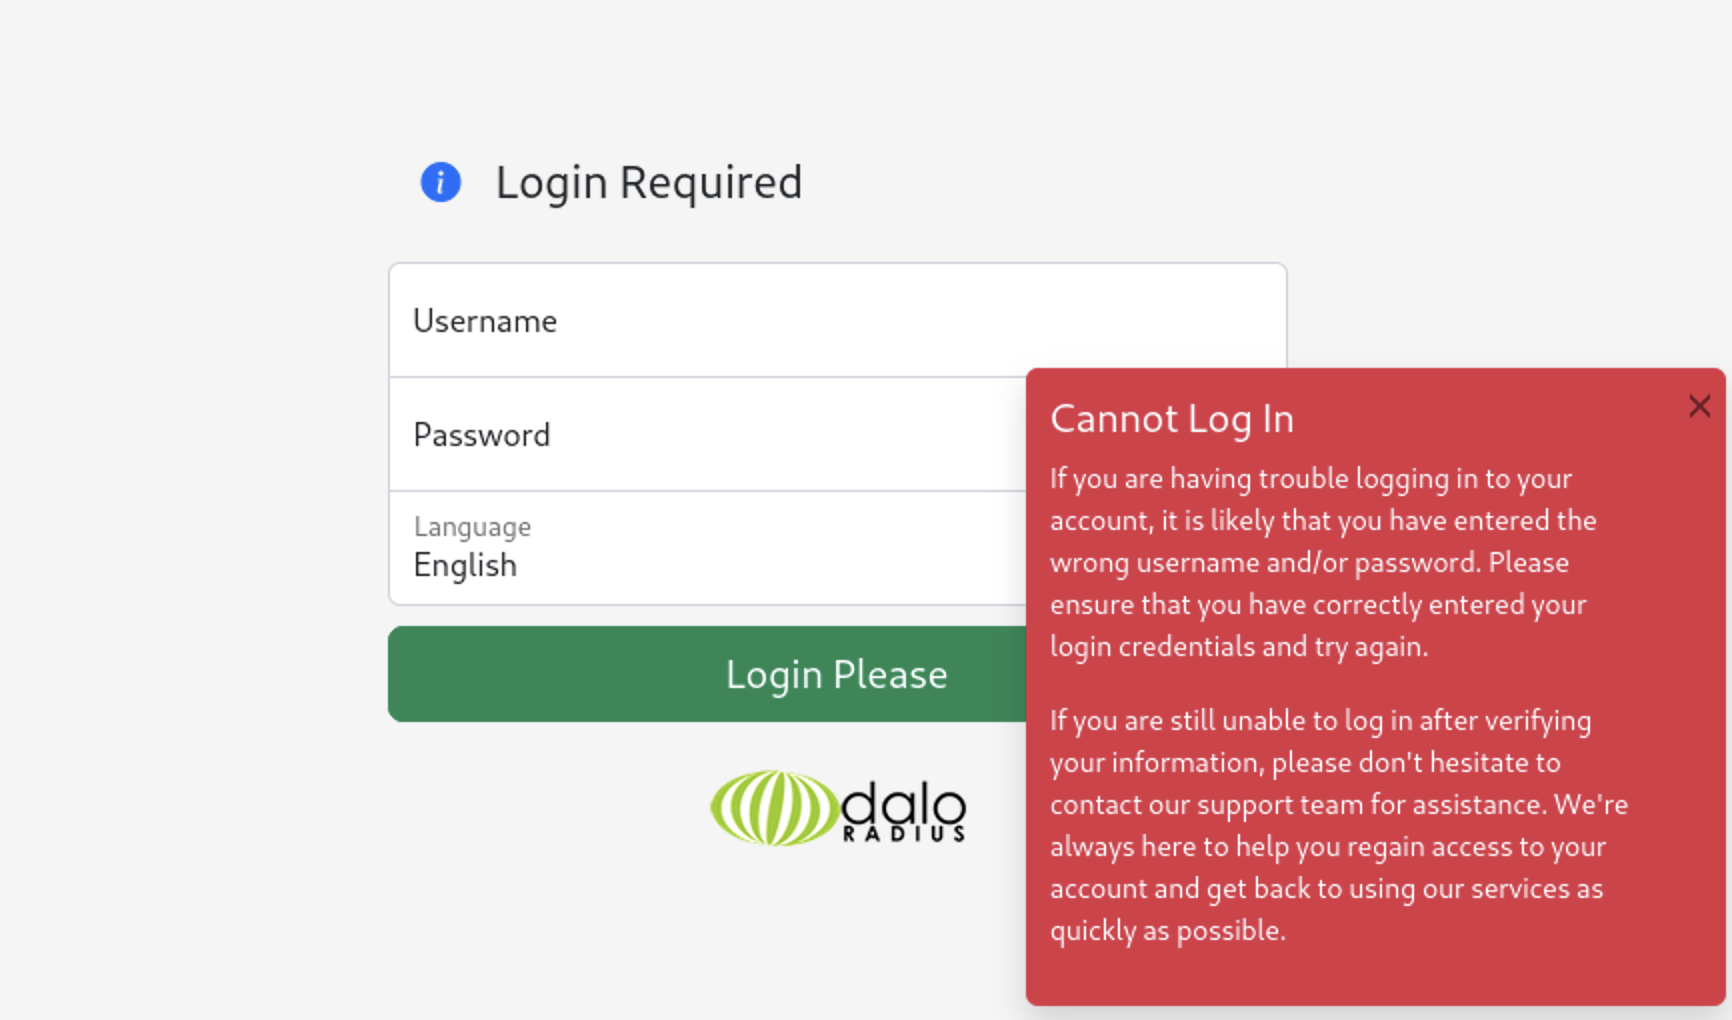 Login Required
Username
Password
Language
English
Login Please
dalo
RADIUS
Cannot Log In
If you are having trouble logging in to your
account, it is likely that you have entered the
wrong username and/or password. Please
ensure that you have correctly entered your
login credentials and try again.
If you are still unable to log in after verifying
your information, please don't hesitate to
contact our support team for assistance. We're
always here to help you regain access to your
account and get back to using our services as
quickly as possible.